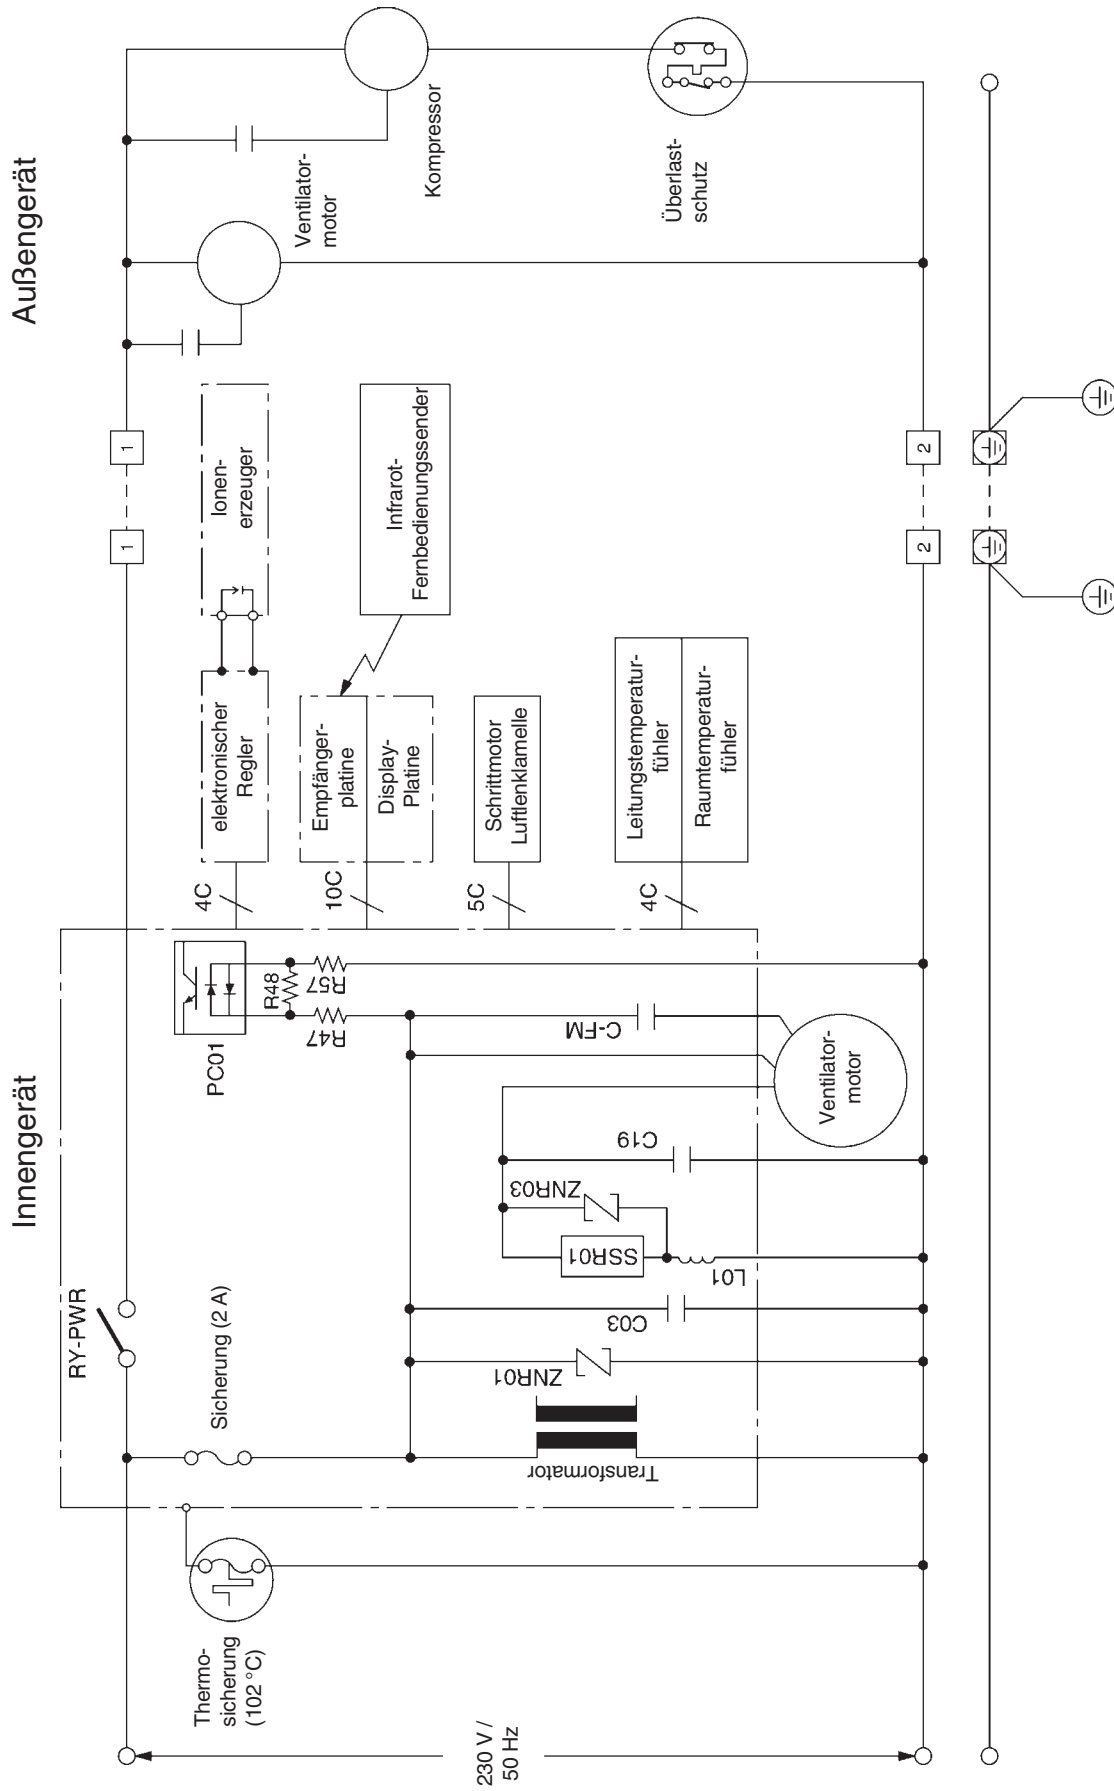 Innengerät
Außengerät
230 V /
50 Hz
Thermo-
sicherung
(102 °C)
Sicherung (2 A)
RY-PWR
Transformator
ZNR01
C03
SSR01
L01
ZNR03
C19
C-FM
Ventilator-
motor
PC01
R47
R48
R57
4C
10C
5C
4C
elektronischer
Regler
Ionen-
erzeuger
Empfänger-
platine
Display-
Platine
Infrarot-
Fernbedienungssender
Schrittmotor
Luftlenklamelle
Leitungstemperatur-
fühler
Raumtemperatur-
fühler
1
1
2
2
Ventilator-
motor
Kompressor
Überlast-
schutz